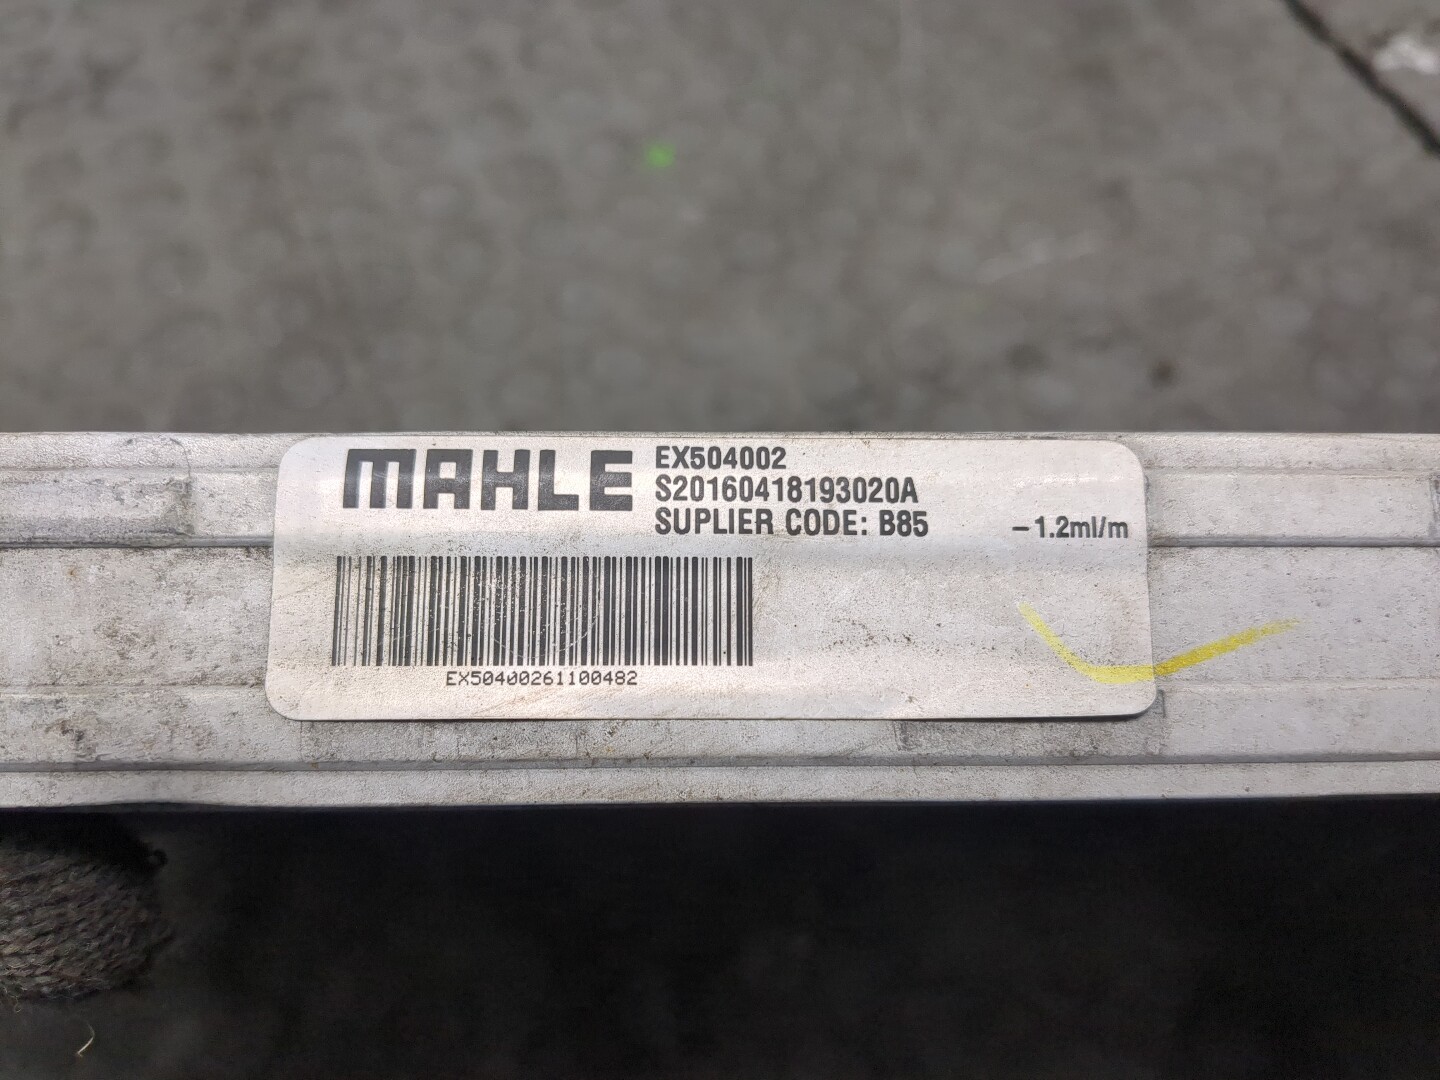 MAHLE
EX504002
S20160418193020A
SUPLIER CODE: B85
-1.2ml/m
EX50400261100482